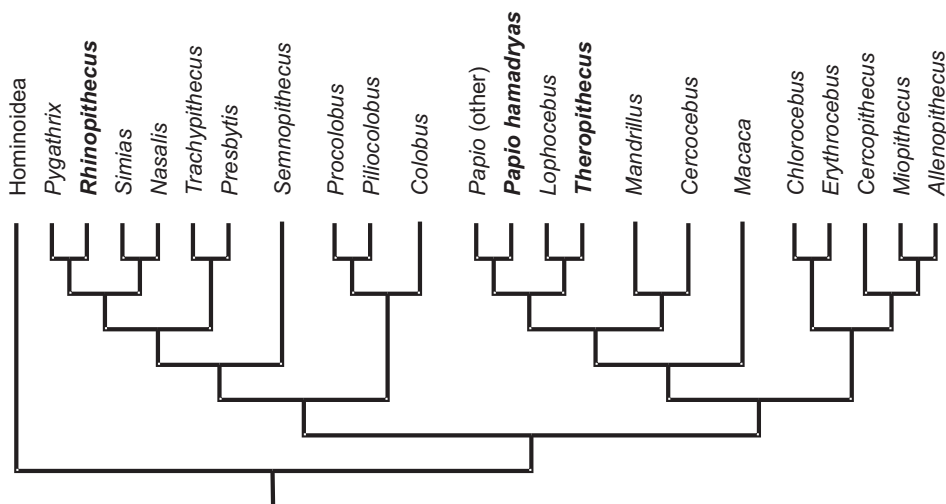 Hominoidea
Pygathrix
Rhinopithecus
Simias
Nasalis
Trachypithecus
Presbytis
Semnopithecus
Procolobus
Piliocolobus
Colobus
Papio (other)
Papio hamadryas
Lophocebus
Theropithecus
Mandrillus
Cercocebus
Macaca
Chlorocebus
Erythrocebus
Cercopithecus
Miopithecus
Allenopithecus